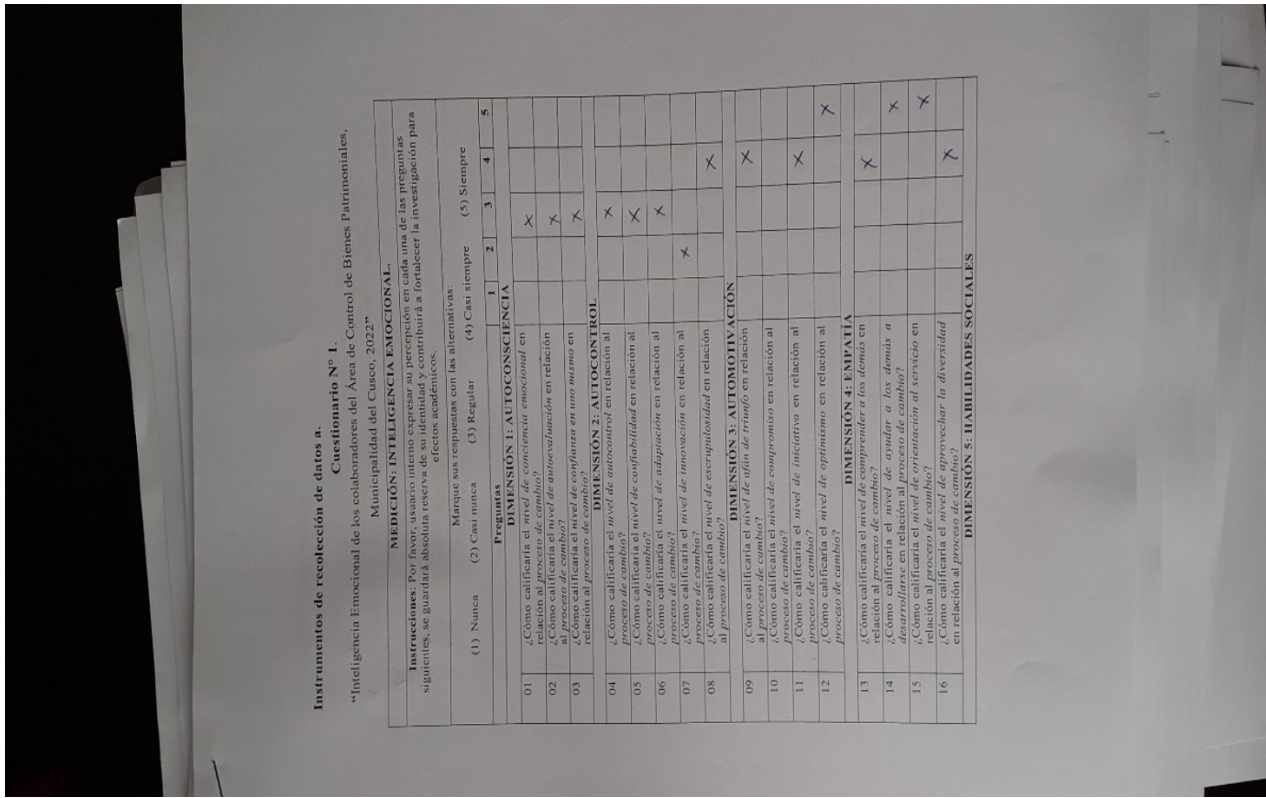 Instrumentos de recolección de datos a.
Cuestionario N° 1.
“Inteligencia Emocional de los colaboradores del Área de Control de Bienes Patrimoniales,
Municipalidad del Cusco, 2022”
MEDICIÓN: INTELIGENCIA EMOCIONAL.
Instrucciones: Por favor, usuario interno expresar su percepción en cada una de las preguntas
siguientes, se guardará absoluta reserva de su identidad y contribuirá a fortalecer la investigación para
efectos académicos.
Marque sus respuestas con las alternativas:
(1) Nunca (2) Casi nunca (3) Regular (4) Casi siempre (5) Siempre
Preguntas 1 2 3 4 5
DIMENSIÓN 1: AUTOCONSCIENCIA
01 ¿Cómo calificaría el nivel de conciencia emocional en X
relación al proceso de cambio?
02 ¿Cómo calificaría el nivel de autoevaluación en relación X
al proceso de cambio?
03 ¿Cómo calificaría el nivel de confianza en uno mismo en X
relación al proceso de cambio?
DIMENSIÓN 2: AUTOCONTROL
04 ¿Cómo calificaría el nivel de autocontrol en relación al X
proceso de cambio?
05 ¿Cómo calificaría el nivel de confiabilidad en relación al X
proceso de cambio?
06 ¿Cómo calificaría el nivel de adaptación en relación al X
proceso de cambio?
07 ¿Cómo calificaría el nivel de innovación en relación al X
proceso de cambio?
08 ¿Cómo calificaría el nivel de escrupulosidad en relación X
al proceso de cambio?
DIMENSIÓN 3: AUTOMOTIVACIÓN
09 ¿Cómo calificaría el nivel de afán de triunfo en relación X
al proceso de cambio?
10 ¿Cómo calificaría el nivel de compromiso en relación al
proceso de cambio?
11 ¿Cómo calificaría el nivel de iniciativa en relación al X
proceso de cambio?
12 ¿Cómo calificaría el nivel de optimismo en relación al X
proceso de cambio?
DIMENSIÓN 4: EMPATÍA
13 ¿Cómo calificaría el nivel de comprender a los demás en X
relación al proceso de cambio?
14 ¿Cómo calificaría el nivel de ayudar a los demás a X
desarrollarse en relación al proceso de cambio?
15 ¿Cómo calificaría el nivel de orientación al servicio en X
relación al proceso de cambio?
16 ¿Cómo calificaría el nivel de aprovechar la diversidad X
en relación al proceso de cambio?
DIMENSIÓN 5: HABILIDADES SOCIALES